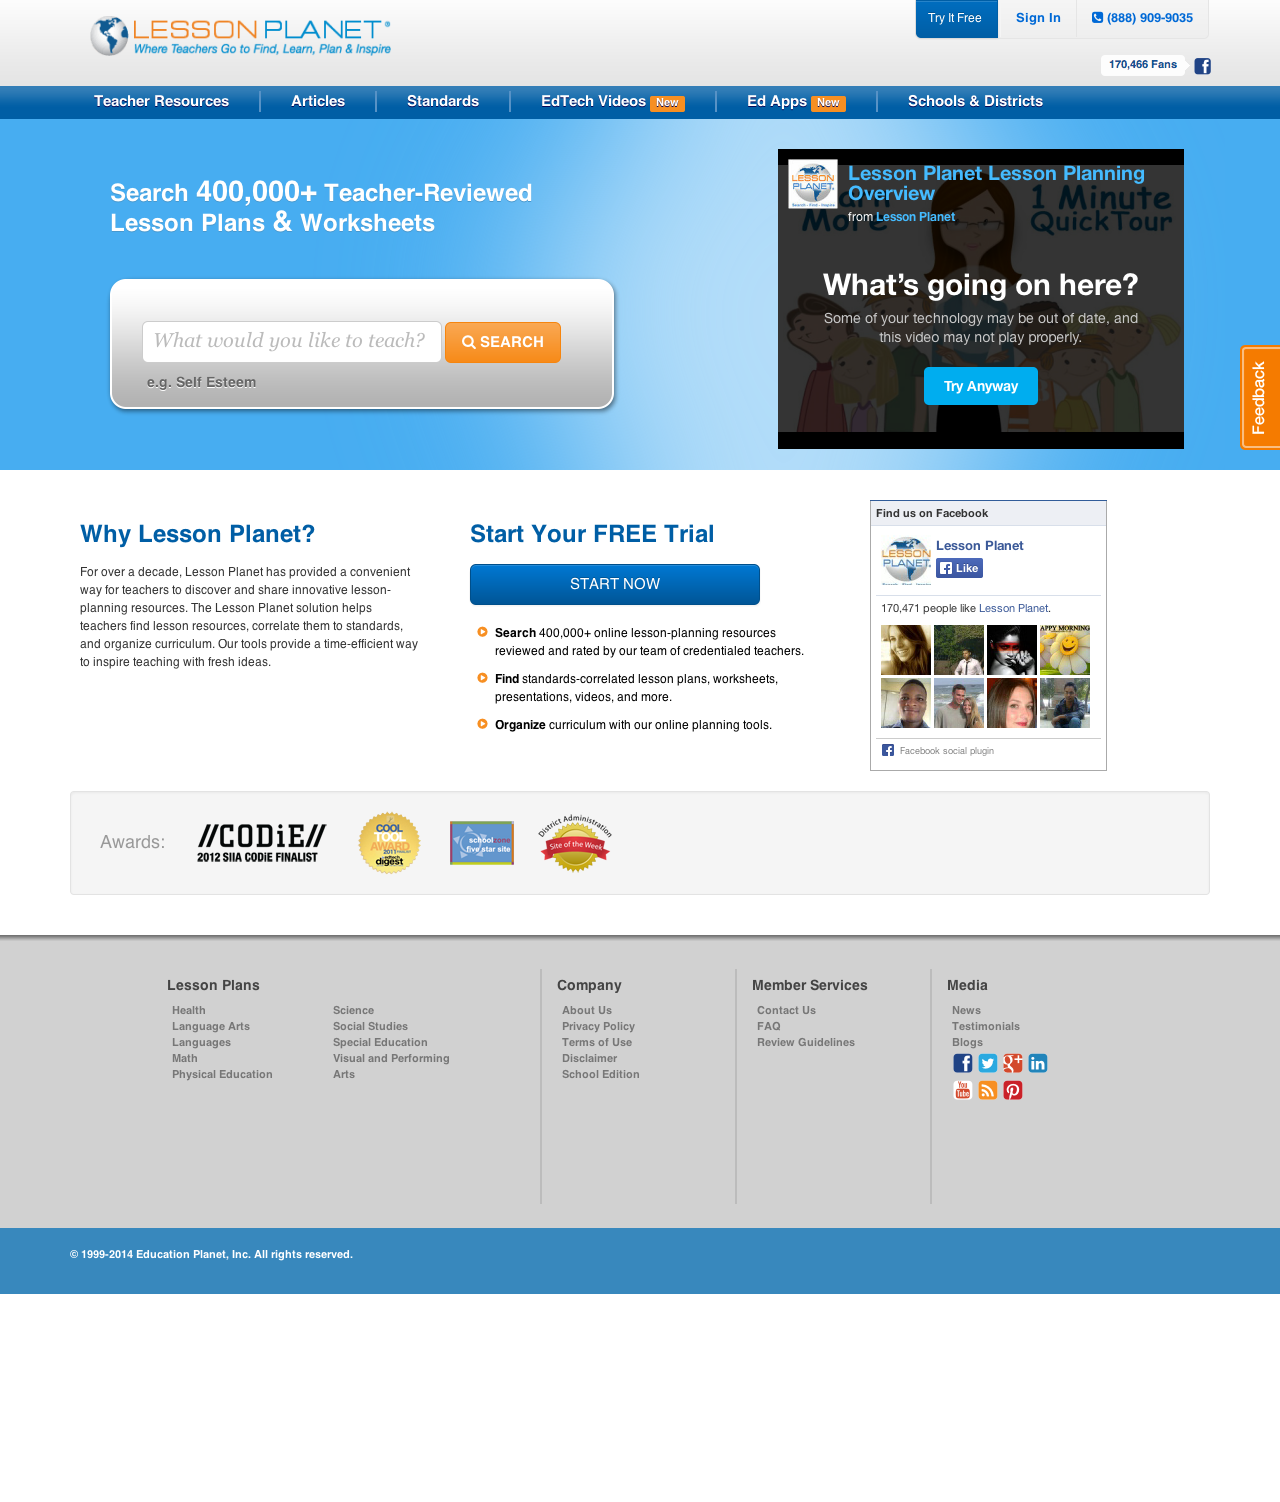 LESSON PLANET®
Where Teachers Go to Find, Learn, Plan & Inspire
Try It Free
Sign In
(888) 909-9035
170,466 Fans
Teacher Resources
Articles
Standards
EdTech Videos New
Ed Apps New
Schools & Districts
Search 400,000+ Teacher-Reviewed
Lesson Plans & Worksheets
What would you like to teach?
SEARCH
e.g. Self Esteem
LESSON
PLANET
Lesson Planet Lesson Planning
Overview
from Lesson Planet
More
1 Minute
QuickTour
What's going on here?
Some of your technology may be out of date, and
this video may not play properly.
Try Anyway
Feedback
Why Lesson Planet?
For over a decade, Lesson Planet has provided a convenient
way for teachers to discover and share innovative lesson-
planning resources. The Lesson Planet solution helps
teachers find lesson resources, correlate them to standards,
and organize curriculum. Our tools provide a time-efficient way
to inspire teaching with fresh ideas.
Start Your FREE Trial
START NOW
Search 400,000+ online lesson-planning resources
reviewed and rated by our team of credentialed teachers.
Find standards-correlated lesson plans, worksheets,
presentations, videos, and more.
Organize curriculum with our online planning tools.
Find us on Facebook
LESSON
PLANET
Lesson Planet
Like
170,471 people like Lesson Planet.
APPY MORNING
Facebook social plugin
Awards:
//CODiE//
2012 SIIA CODiE FINALIST
COOL
TOOL
AWARD
2011
edtech
digest
schoolzone
five star site
District Administration
Site of the Week
Lesson Plans
Health
Language Arts
Languages
Math
Physical Education
Science
Social Studies
Special Education
Visual and Performing
Arts
Company
About Us
Privacy Policy
Terms of Use
Disclaimer
School Edition
Member Services
Contact Us
FAQ
Review Guidelines
Media
News
Testimonials
Blogs
You
Tube
© 1999-2014 Education Planet, Inc. All rights reserved.